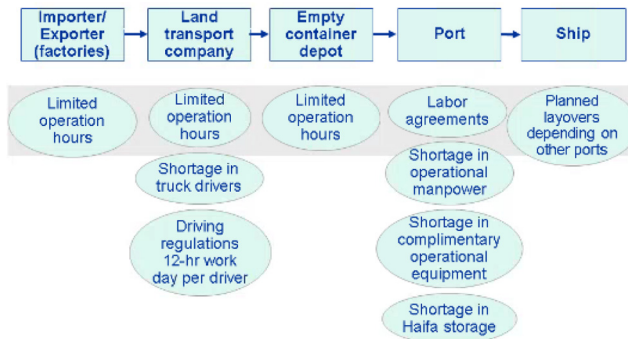 Importer/
Exporter
(factories)
Land
transport
company
Empty
container
depot
Port
Ship
Limited
operation
hours
Limited
operation
hours
Limited
operation
hours
Labor
agreements
Planned
layovers
depending on
other ports
Shortage in
truck drivers
Shortage in
operational
manpower
Driving
regulations
12-hr work
day per driver
Shortage in
complimentary
operational
equipment
Shortage in
Haifa storage